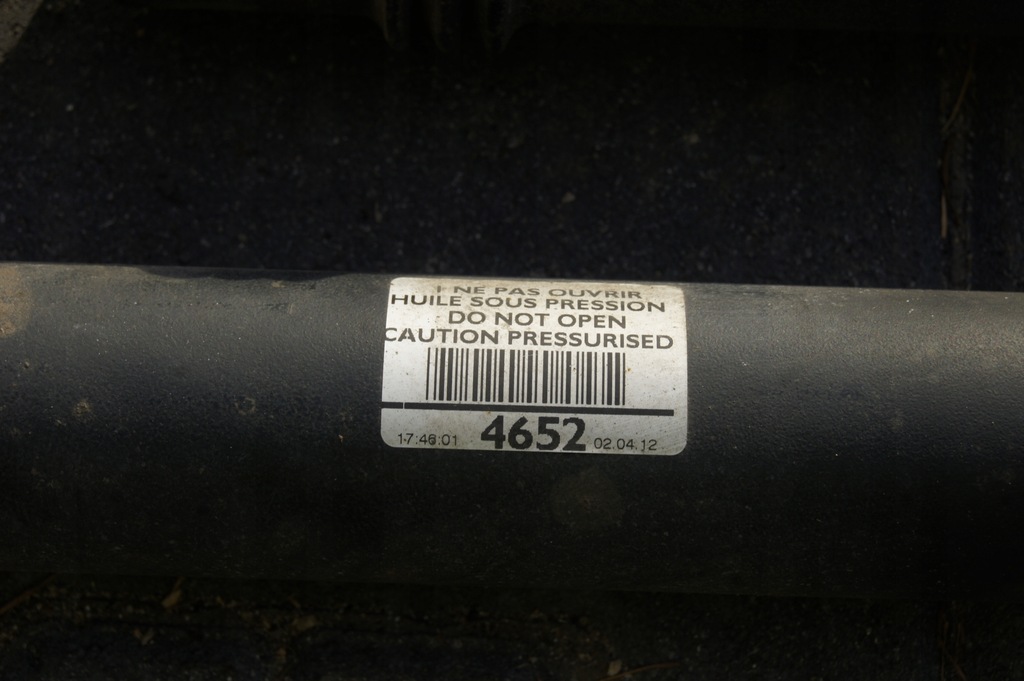 ! NE PAS OUVRIR
HUILE SOUS PRESSION
DO NOT OPEN
CAUTION PRESSURISED
17:46:01 4652 02.04.12